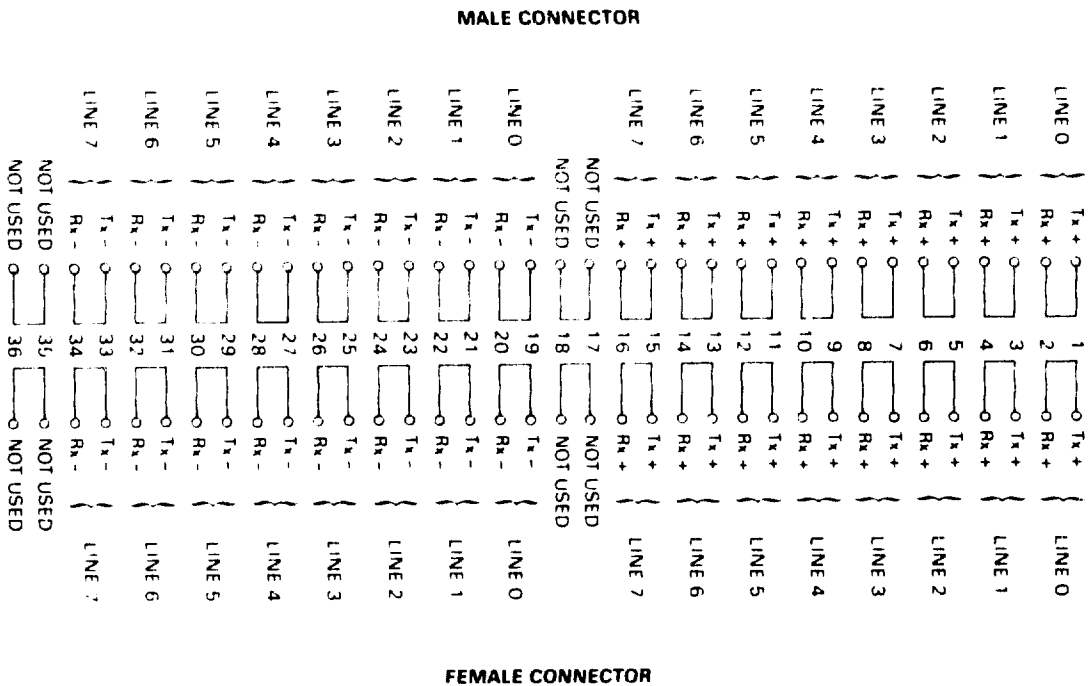 MALE CONNECTOR
Tx + 1 Tx +
LINE 0 LINE 0
Rx + 2 Rx +
Tx + 3 Tx +
LINE 1 LINE 1
Rx + 4 Rx +
Tx + 5 Tx +
LINE 2 LINE 2
Rx + 6 Rx +
Tx + 7 Tx +
LINE 3 LINE 3
Rx + 8 Rx +
Tx + 9 Tx +
LINE 4 LINE 4
Rx + 10 Rx +
Tx + 11 Tx +
LINE 5 LINE 5
Rx + 12 Rx +
Tx + 13 Tx +
LINE 6 LINE 6
Rx + 14 Rx +
Tx + 15 Tx +
LINE 7 LINE 7
Rx + 16 Rx +
NOT USED 17 NOT USED
NOT USED 18 NOT USED
Tx - 19 Tx -
LINE 0 LINE 0
Rx - 20 Rx -
Tx - 21 Tx -
LINE 1 LINE 1
Rx - 22 Rx -
Tx - 23 Tx -
LINE 2 LINE 2
Rx - 24 Rx -
Tx - 25 Tx -
LINE 3 LINE 3
Rx - 26 Rx -
Tx - 27 Tx -
LINE 4 LINE 4
Rx - 28 Rx -
Tx - 29 Tx -
LINE 5 LINE 5
Rx - 30 Rx -
Tx - 31 Tx -
LINE 6 LINE 6
Rx - 32 Rx -
Tx - 33 Tx -
LINE 7 LINE 7
Rx - 34 Rx -
NOT USED 35 NOT USED
NOT USED 36 NOT USED
FEMALE CONNECTOR